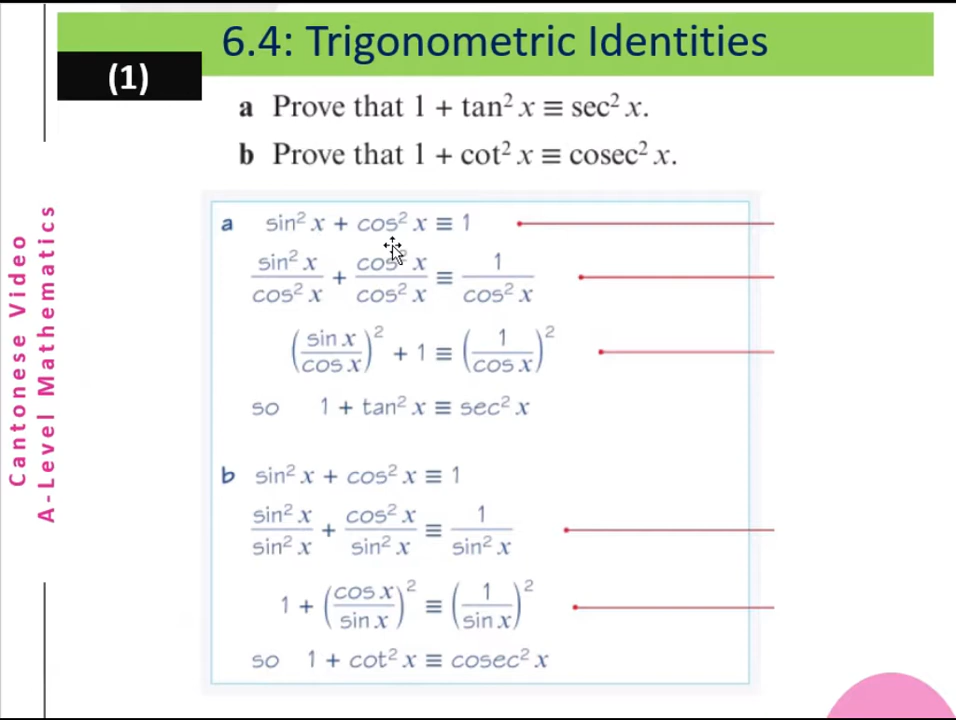 6.4: Trigonometric Identities
(1)
a Prove that 1 + tan² x ≡ sec² x.
b Prove that 1 + cot² x ≡ cosec² x.
Cantonese Video
A-Level Mathematics
a sin² x + cos² x ≡ 1
sin² x / cos² x + cos² x / cos² x ≡ 1 / cos² x
(sin x / cos x)² + 1 ≡ (1 / cos x)²
so 1 + tan² x ≡ sec² x
b sin² x + cos² x ≡ 1
sin² x / sin² x + cos² x / sin² x ≡ 1 / sin² x
1 + (cos x / sin x)² ≡ (1 / sin x)²
so 1 + cot² x ≡ cosec² x